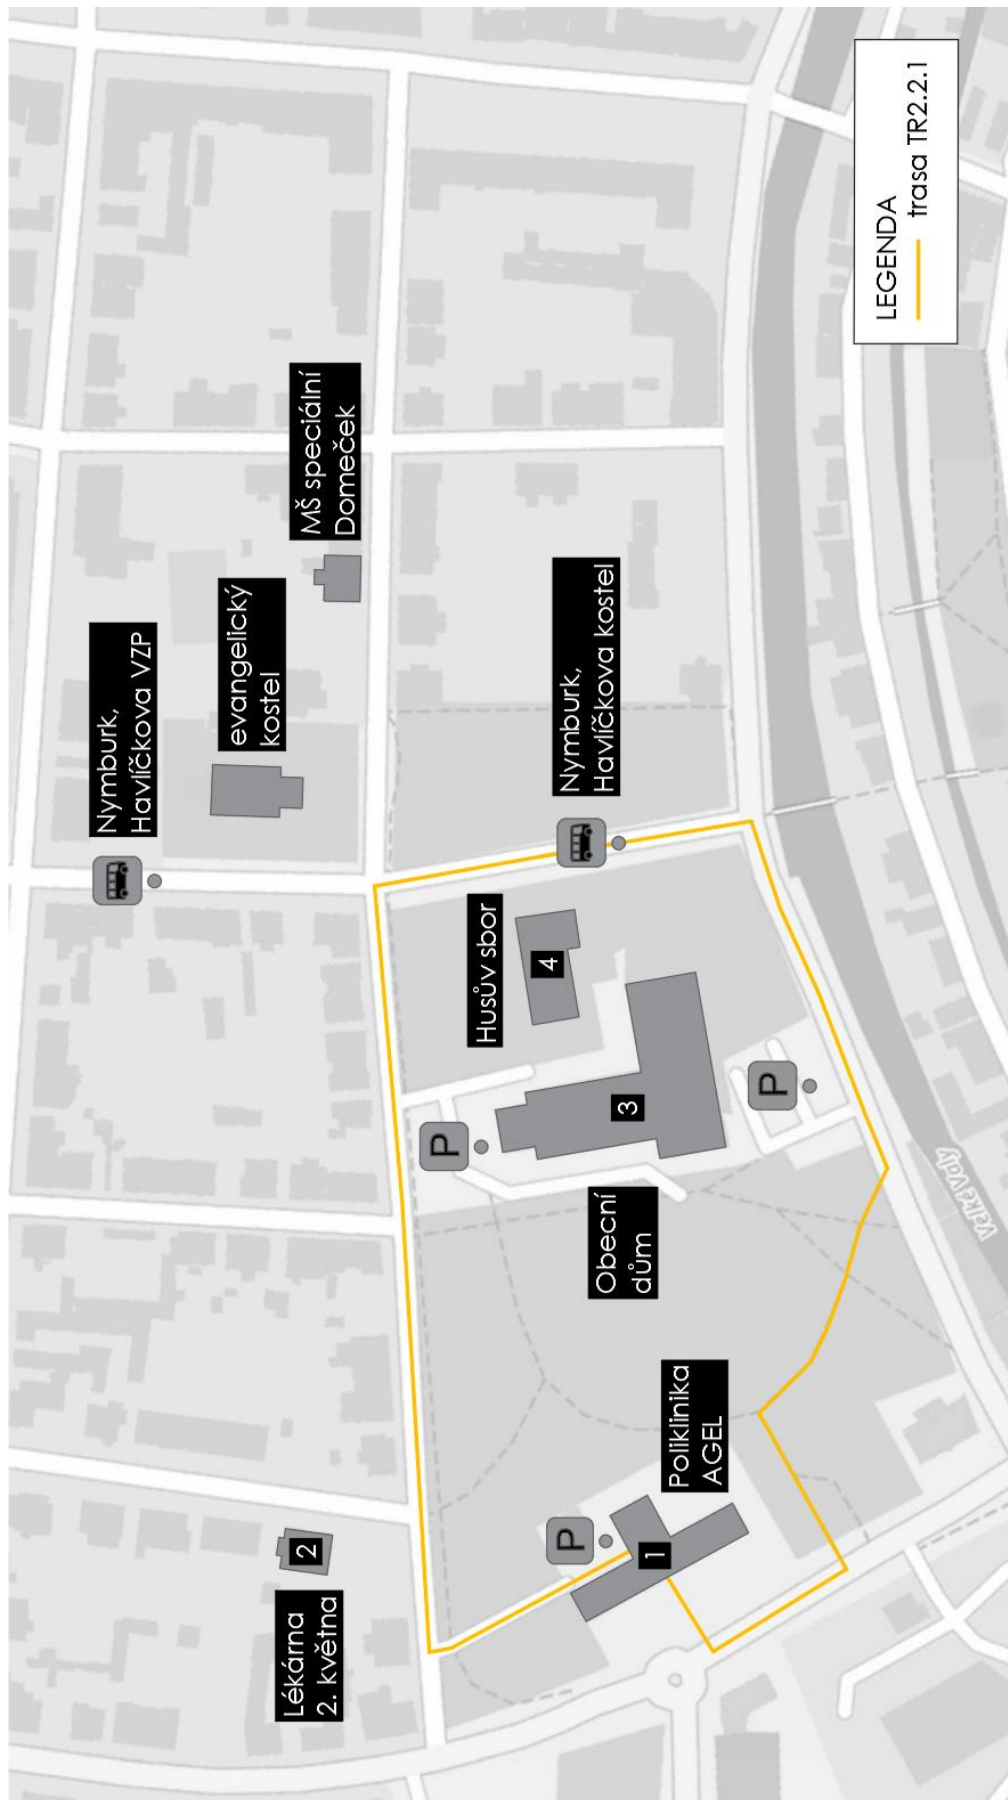 Lékárna
2. května
2
Nymburk,
Havlíčkova VZP
evangelický
kostel
MŠ speciální
Domeček
P
Husův sbor
4
P
1
Poliklinika
AGEL
Obecní
dům
3
P
Nymburk,
Havlíčkova kostel
Velké Valy
LEGENDA
trasa TR2.2.1